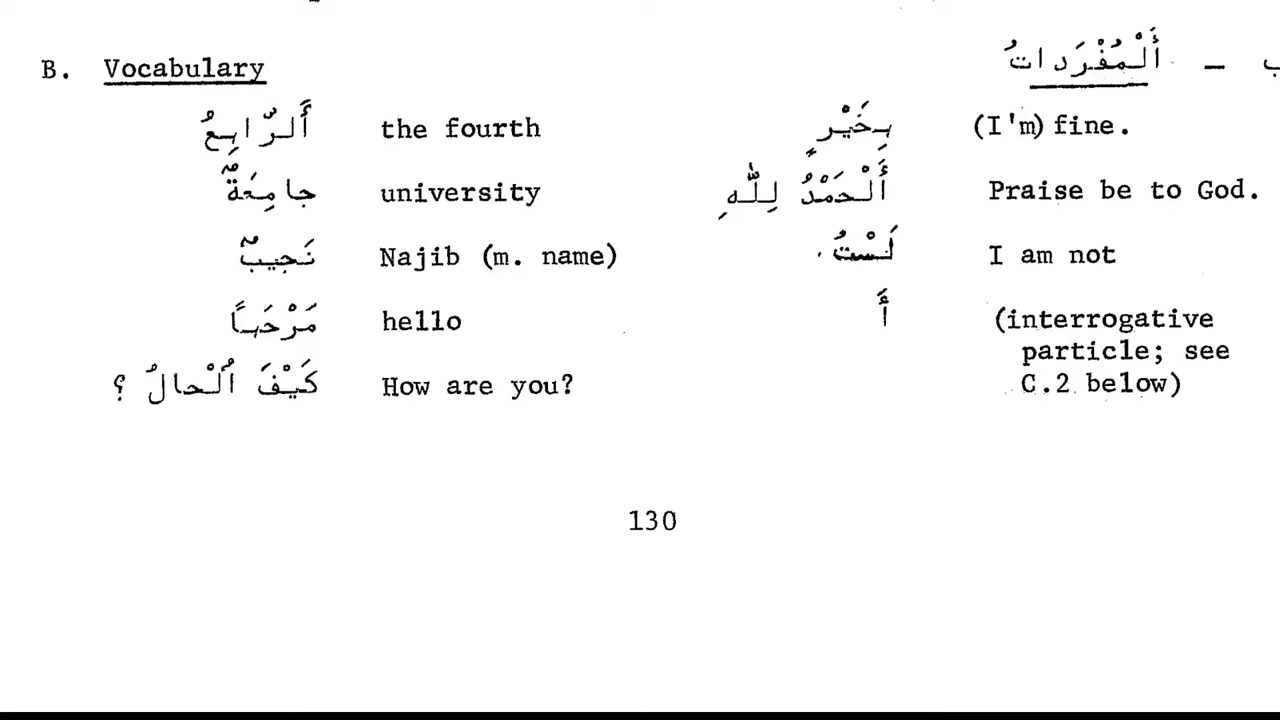 B. Vocabulary ب – أَلْمُفْرَداتُ
أَلرّابِعُ the fourth بِخَيْرٍ (I'm) fine.
جامِعَةٌ university أَلْحَمْدُ لِلّٰهِ Praise be to God.
نَجيبٌ Najib (m. name) لَسْتُ I am not
مَرْحَباً hello أَ (interrogative
particle; see
كَيْفَ ٱلْحالُ ؟ How are you? C.2 below)
130